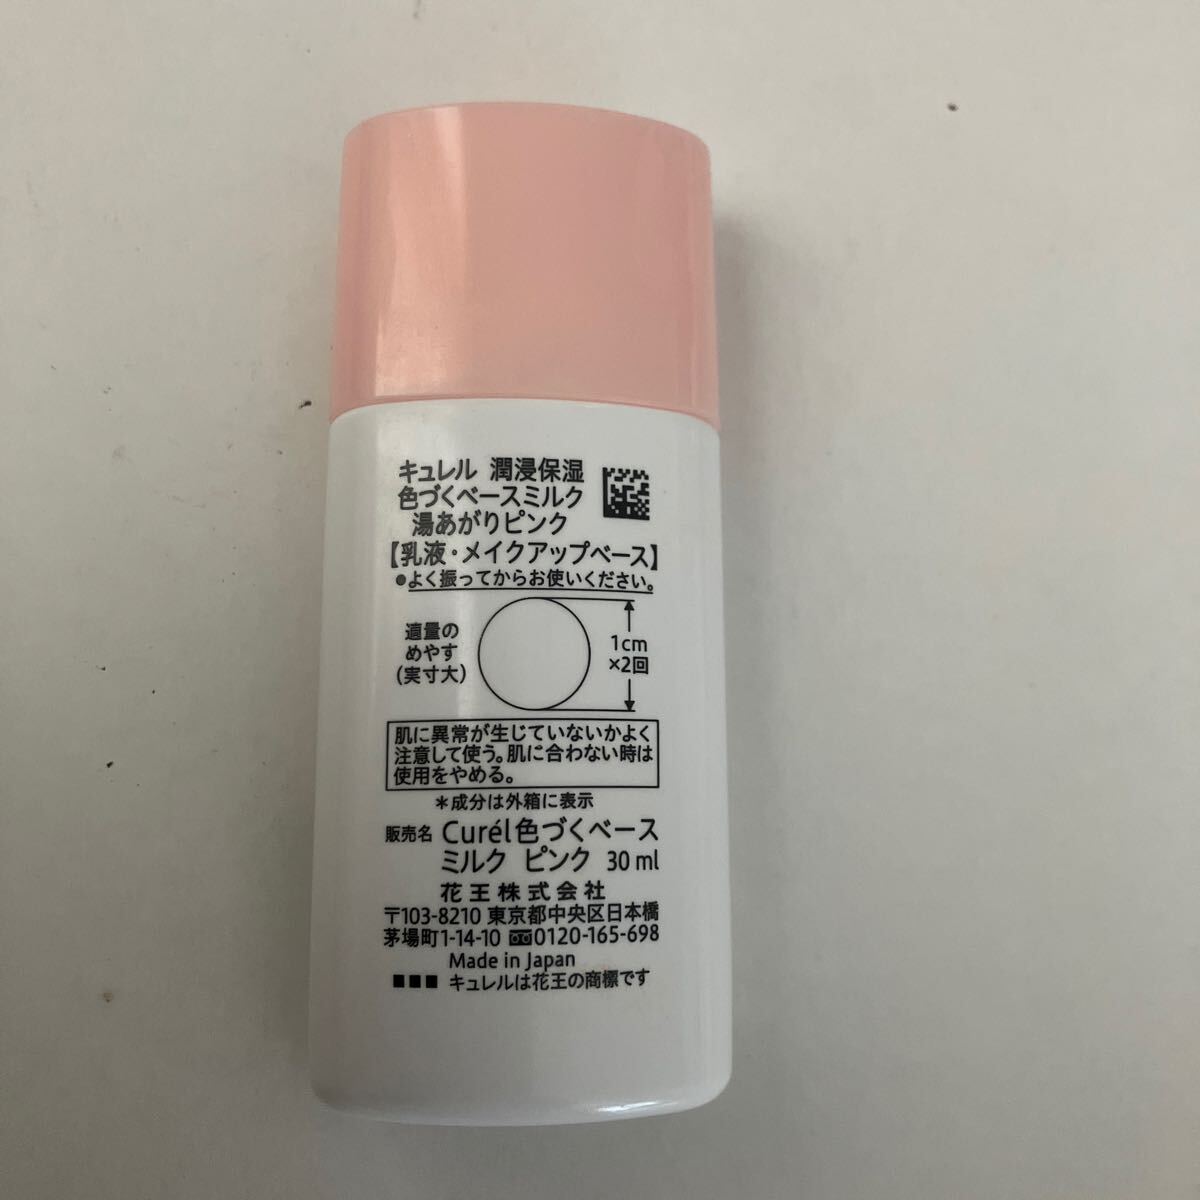 キュレル 潤浸保湿
色づくベースミルク
湯あがりピンク
【乳液・メイクアップベース】
●よく振ってからお使いください。
適量の
めやす
(実寸大)
1cm
×2回
肌に異常が生じていないかよく
注意して使う。肌に合わない時は
使用をやめる。
*成分は外箱に表示
販売名 Curél色づくベース
ミルク ピンク 30 ml
花王株式会社
〒103-8210 東京都中央区日本橋
茅場町1-14-10 0120-165-698
Made in Japan
■■■ キュレルは花王の商標です